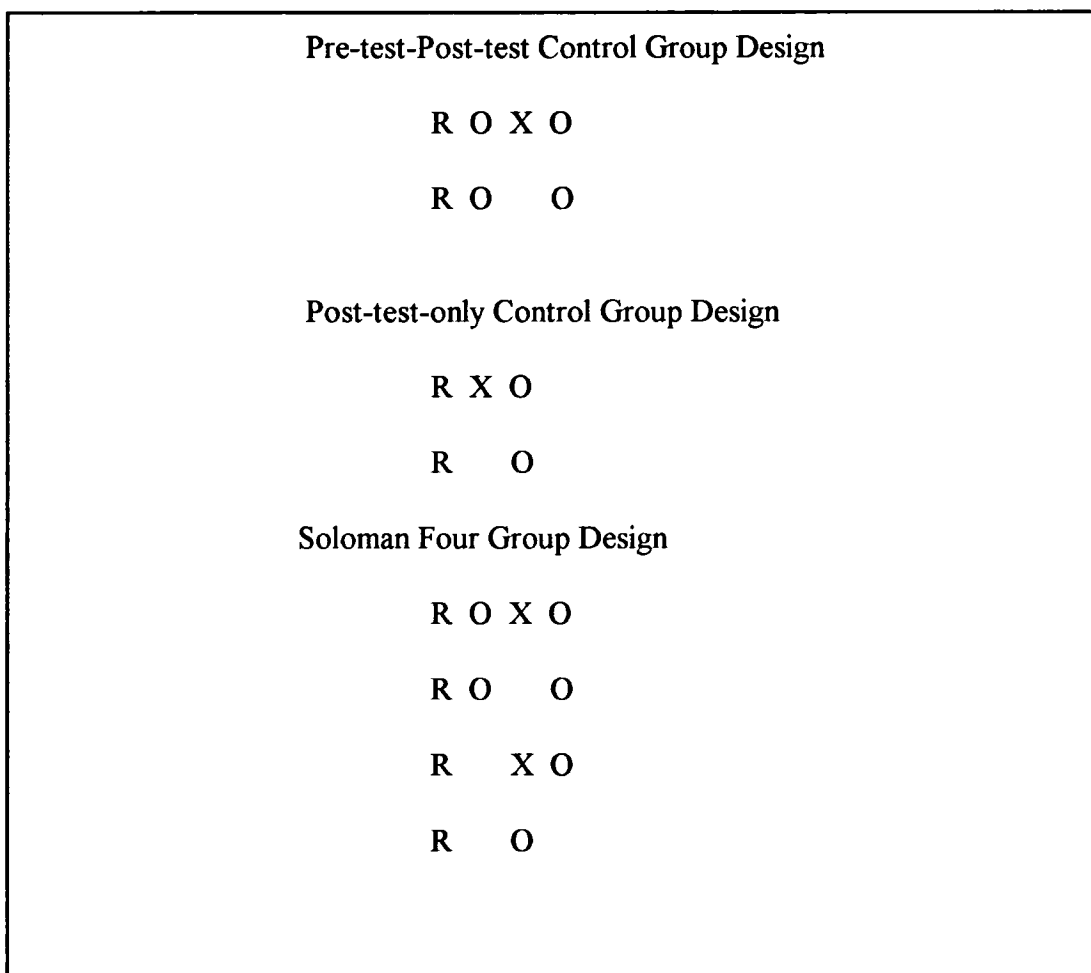 Pre-test-Post-test Control Group Design
R O X O
R O O
Post-test-only Control Group Design
R X O
R O
Soloman Four Group Design
R O X O
R O O
R X O
R O